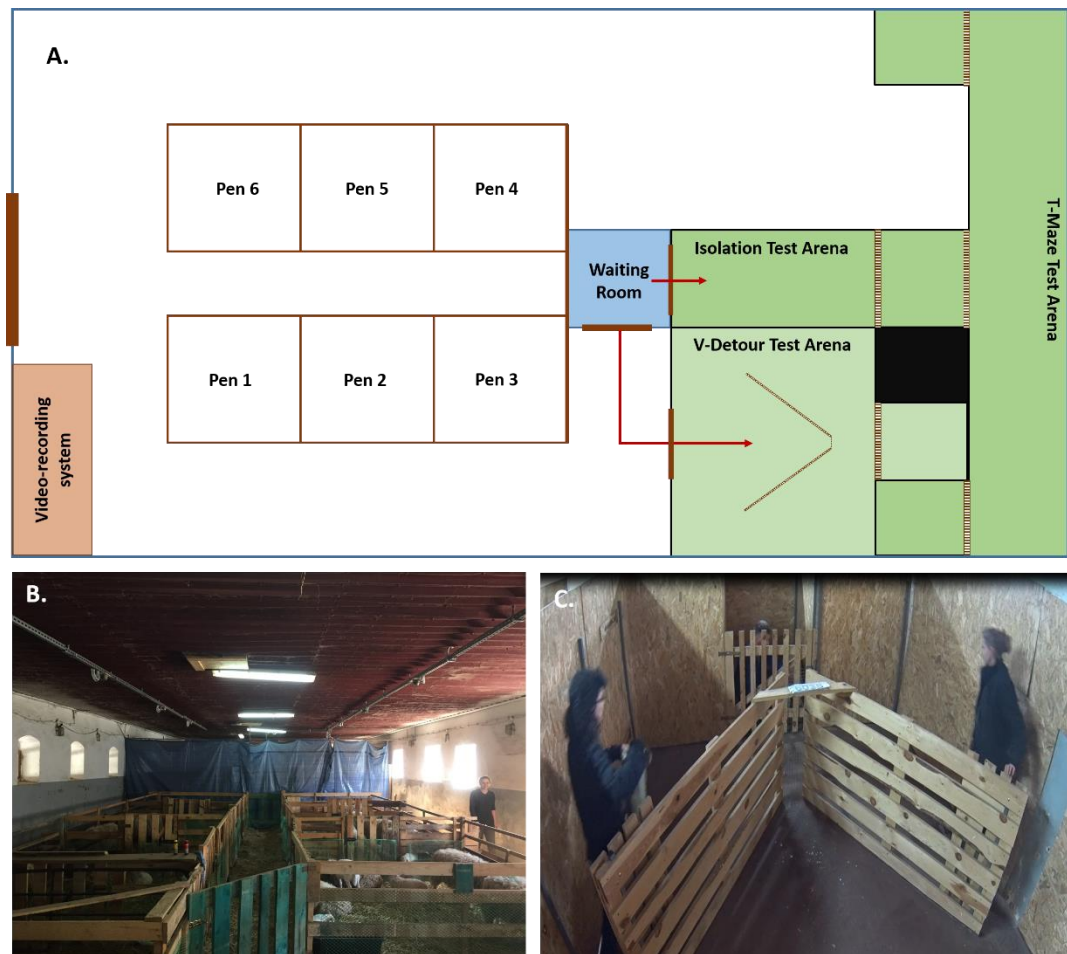 A.
Pen 6
Pen 5
Pen 4
Waiting
Room
Isolation Test Arena
T-Maze Test Arena
Pen 1
Pen 2
Pen 3
V-Detour Test Arena
Video-recording
system
B.
C.